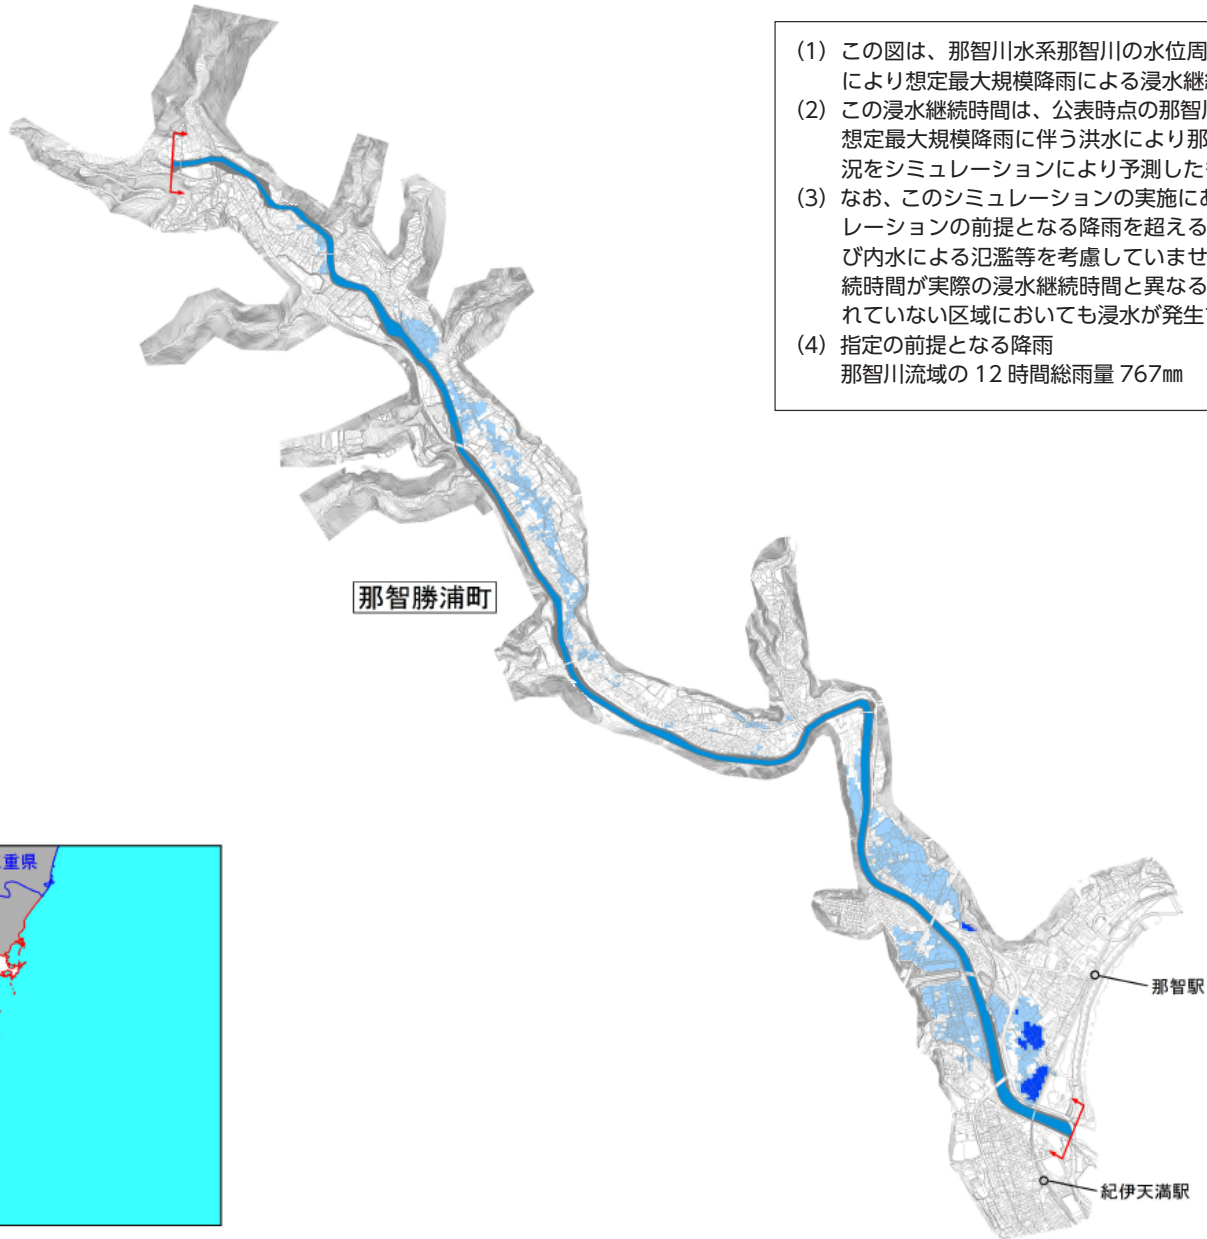 (1) この図は、那智川水系那智川の水位周
により想定最大規模降雨による浸水継
(2) この浸水継続時間は、公表時点の那智
想定最大規模降雨に伴う洪水により那
況をシミュレーションにより予測した
(3) なお、このシミュレーションの実施に
レーションの前提となる降雨を超える
び内水による氾濫等を考慮していませ
続時間が実際の浸水継続時間と異なる
れていない区域においても浸水が発生
(4) 指定の前提となる降雨
那智川流域の 12 時間総雨量 767㎜
那智勝浦町
重県
那智駅
紀伊天満駅